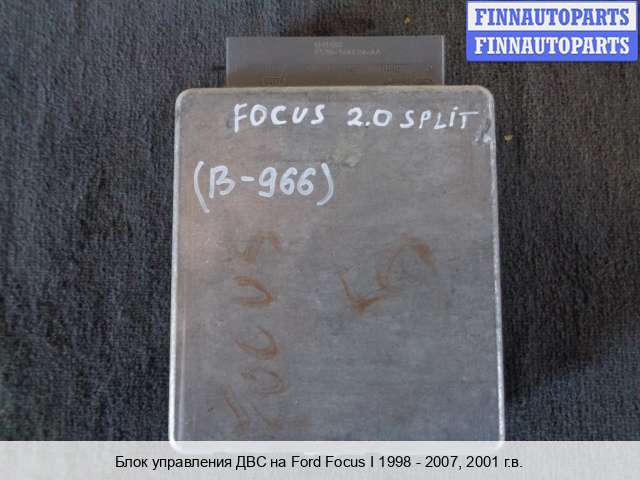 FINNAUTOPARTS
FINNAUTOPARTS
FOCUS 2.0 SPLiT
(B-966)
FOCUS
Блок управления ДВС на Ford Focus I 1998 - 2007, 2001 г.в.